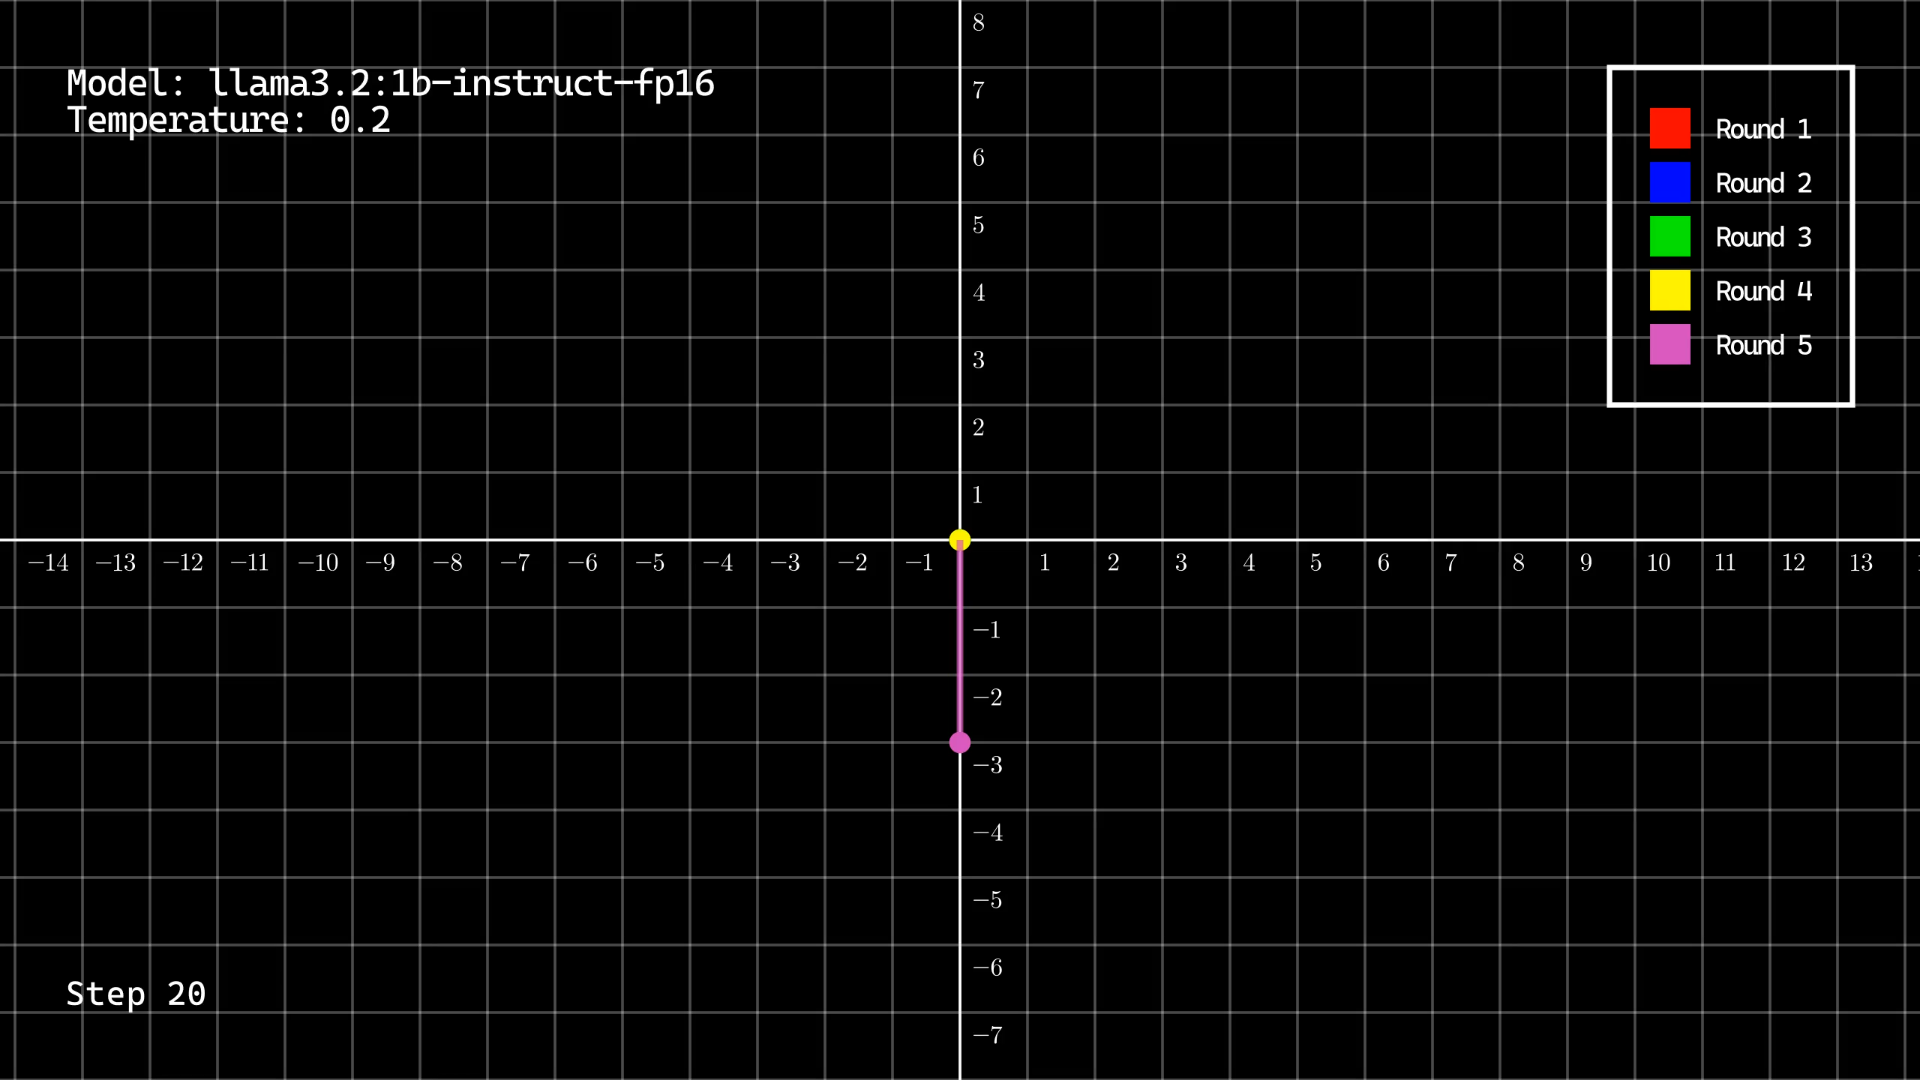 Model: llama3.2:1b-instruct-fp16
Temperature: 0.2
Round 1
Round 2
Round 3
Round 4
Round 5
8
7
6
5
4
3
2
1
−14 −13 −12 −11 −10 −9 −8 −7 −6 −5 −4 −3 −2 −1 1 2 3 4 5 6 7 8 9 10 11 12 13
−1
−2
−3
−4
−5
−6
−7
Step 20